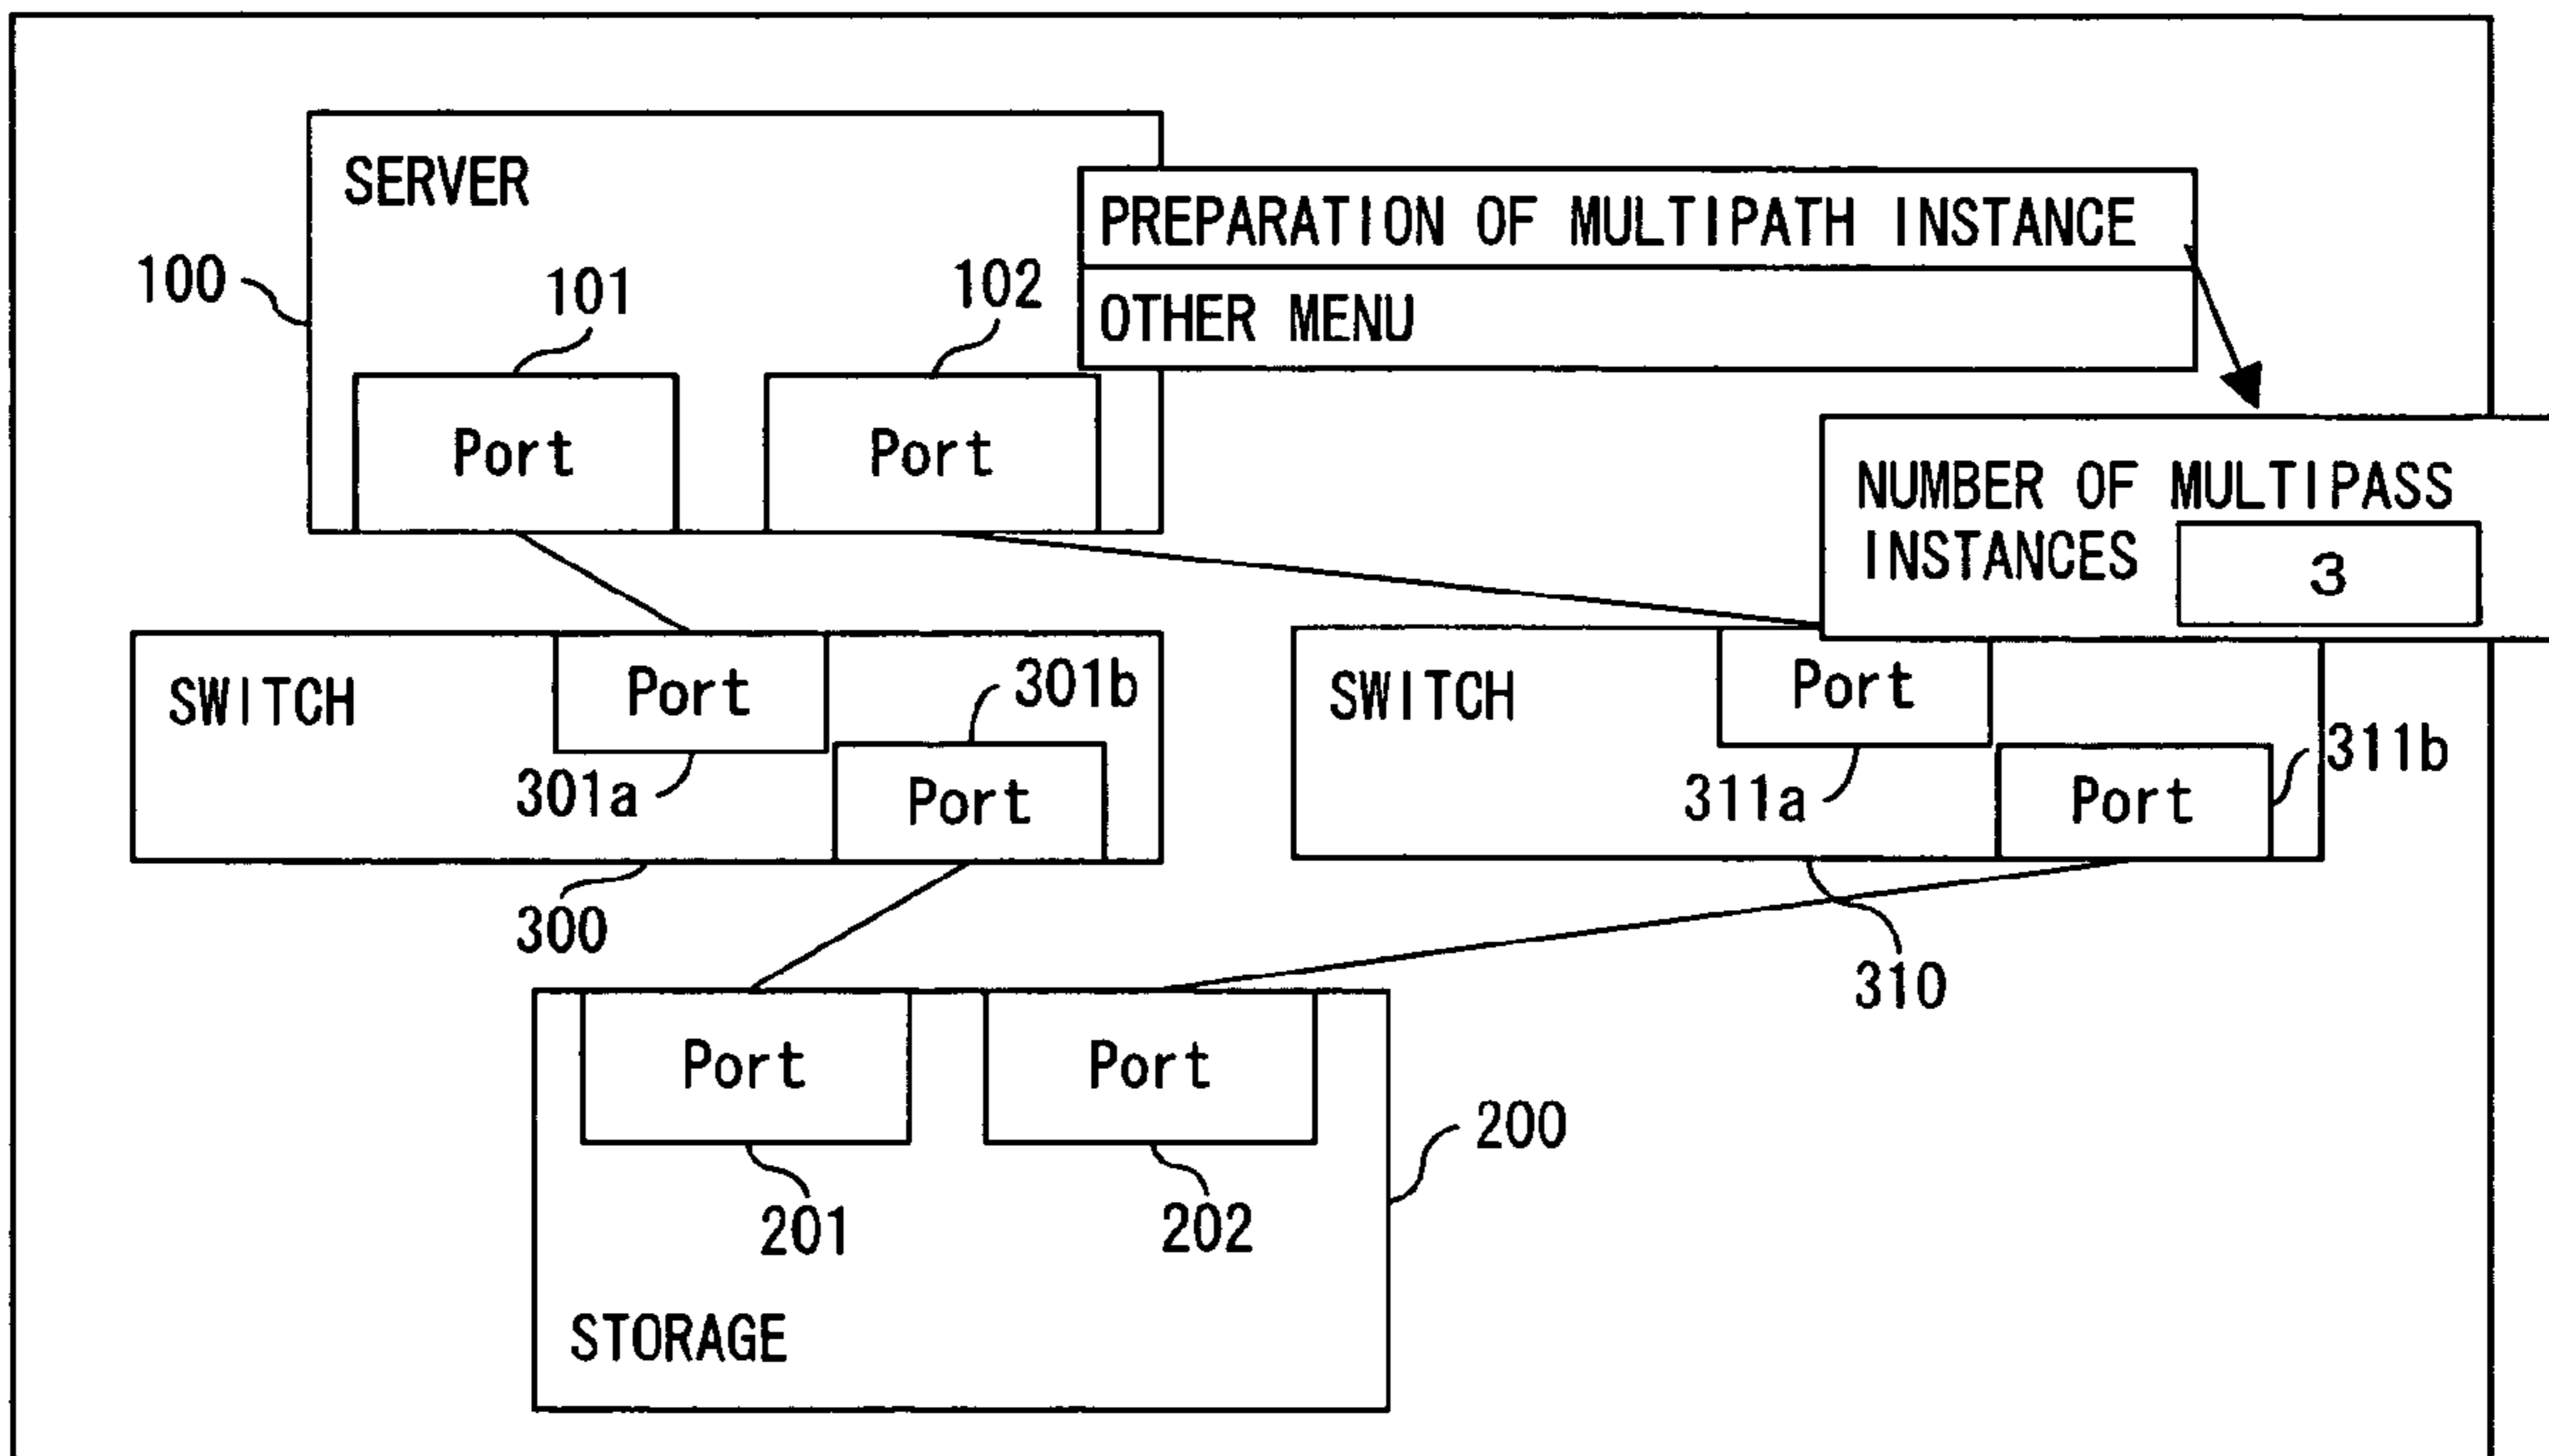 SERVER
PREPARATION OF MULTIPATH INSTANCE
100
101
102
OTHER MENU
Port
Port
NUMBER OF MULTIPASS
INSTANCES
3
SWITCH
Port
301b
SWITCH
Port
301a
Port
311a
Port
311b
300
310
Port
Port
200
201
202
STORAGE